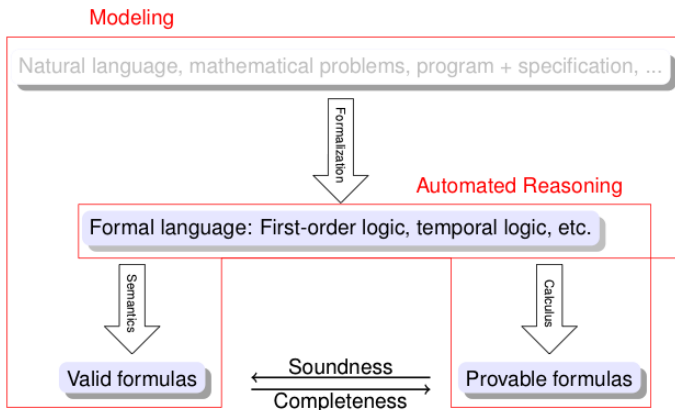 Modeling
Natural language, mathematical problems, program + specification, ...
Formalization
Automated Reasoning
Formal language: First-order logic, temporal logic, etc.
Semantics
Calculus
Valid formulas
Soundness
Completeness
Provable formulas